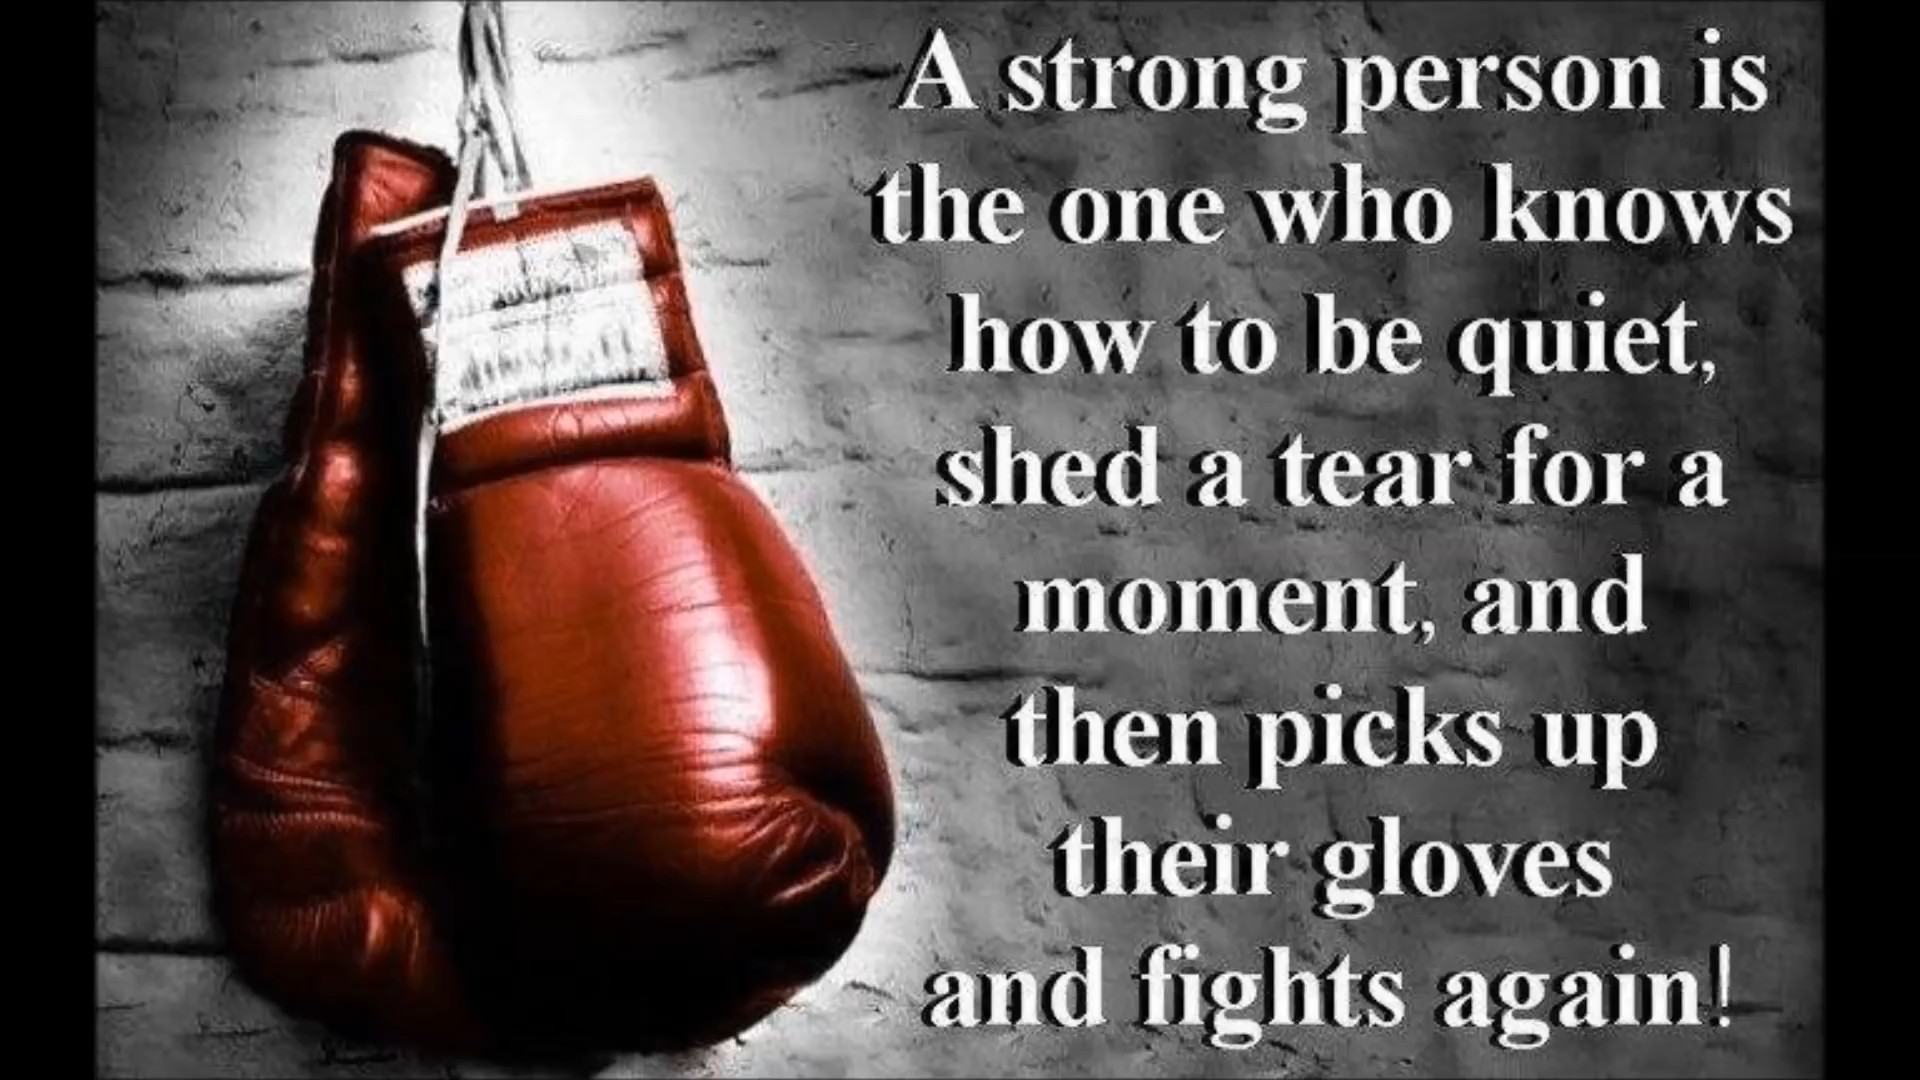 A strong person is
the one who knows
how to be quiet,
shed a tear for a
moment, and
then picks up
their gloves
and fights again!